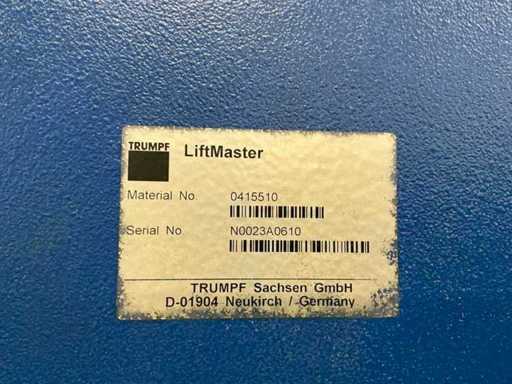 TRUMPF
LiftMaster
Material No. 0415510
Serial No. N0023A0610
TRUMPF Sachsen GmbH
D-01904 Neukirch / Germany